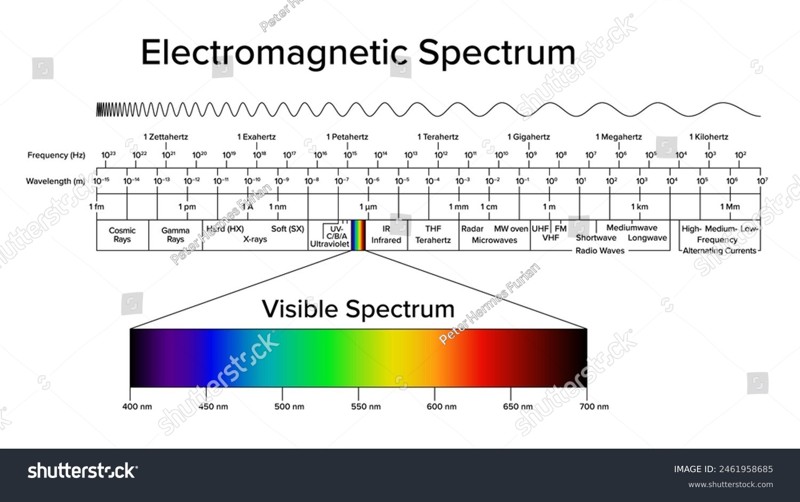 Electromagnetic Spectrum
1 Zettahertz 1 Exahertz 1 Petahertz 1 Terahertz 1 Gigahertz 1 Megahertz 1 Kilohertz
Frequency (Hz) 10²³ 10²² 10²¹ 10²⁰ 10¹⁹ 10¹⁸ 10¹⁷ 10¹⁶ 10¹⁵ 10¹⁴ 10¹³ 10¹² 10¹¹ 10¹⁰ 10⁹ 10⁸ 10⁷ 10⁶ 10⁵ 10⁴ 10³ 10²
Wavelength (m) 10⁻¹⁵ 10⁻¹⁴ 10⁻¹³ 10⁻¹² 10⁻¹¹ 10⁻¹⁰ 10⁻⁹ 10⁻⁸ 10⁻⁷ 10⁻⁶ 10⁻⁵ 10⁻⁴ 10⁻³ 10⁻² 10⁻¹ 10⁰ 10¹ 10² 10³ 10⁴ 10⁵ 10⁶ 10⁷
1 fm 1 pm 1 Å 1 nm 1 µm 1 mm 1 cm 1 m 1 km 1 Mm
Cosmic Rays
Gamma Rays
Hard (HX) Soft (SX)
X-rays
UV-
C/B/A
Ultraviolet
IR
Infrared
THF
Terahertz
Radar MW oven
Microwaves
UHF FM
VHF
Mediumwave
Shortwave Longwave
Radio Waves
High- Medium- Low-
Frequency
Alternating Currents
Visible Spectrum
400 nm 450 nm 500 nm 550 nm 600 nm 650 nm 700 nm
shutterstock
Peter Hermes Furian
shutterstock
IMAGE ID: 2461958685
www.shutterstock.com